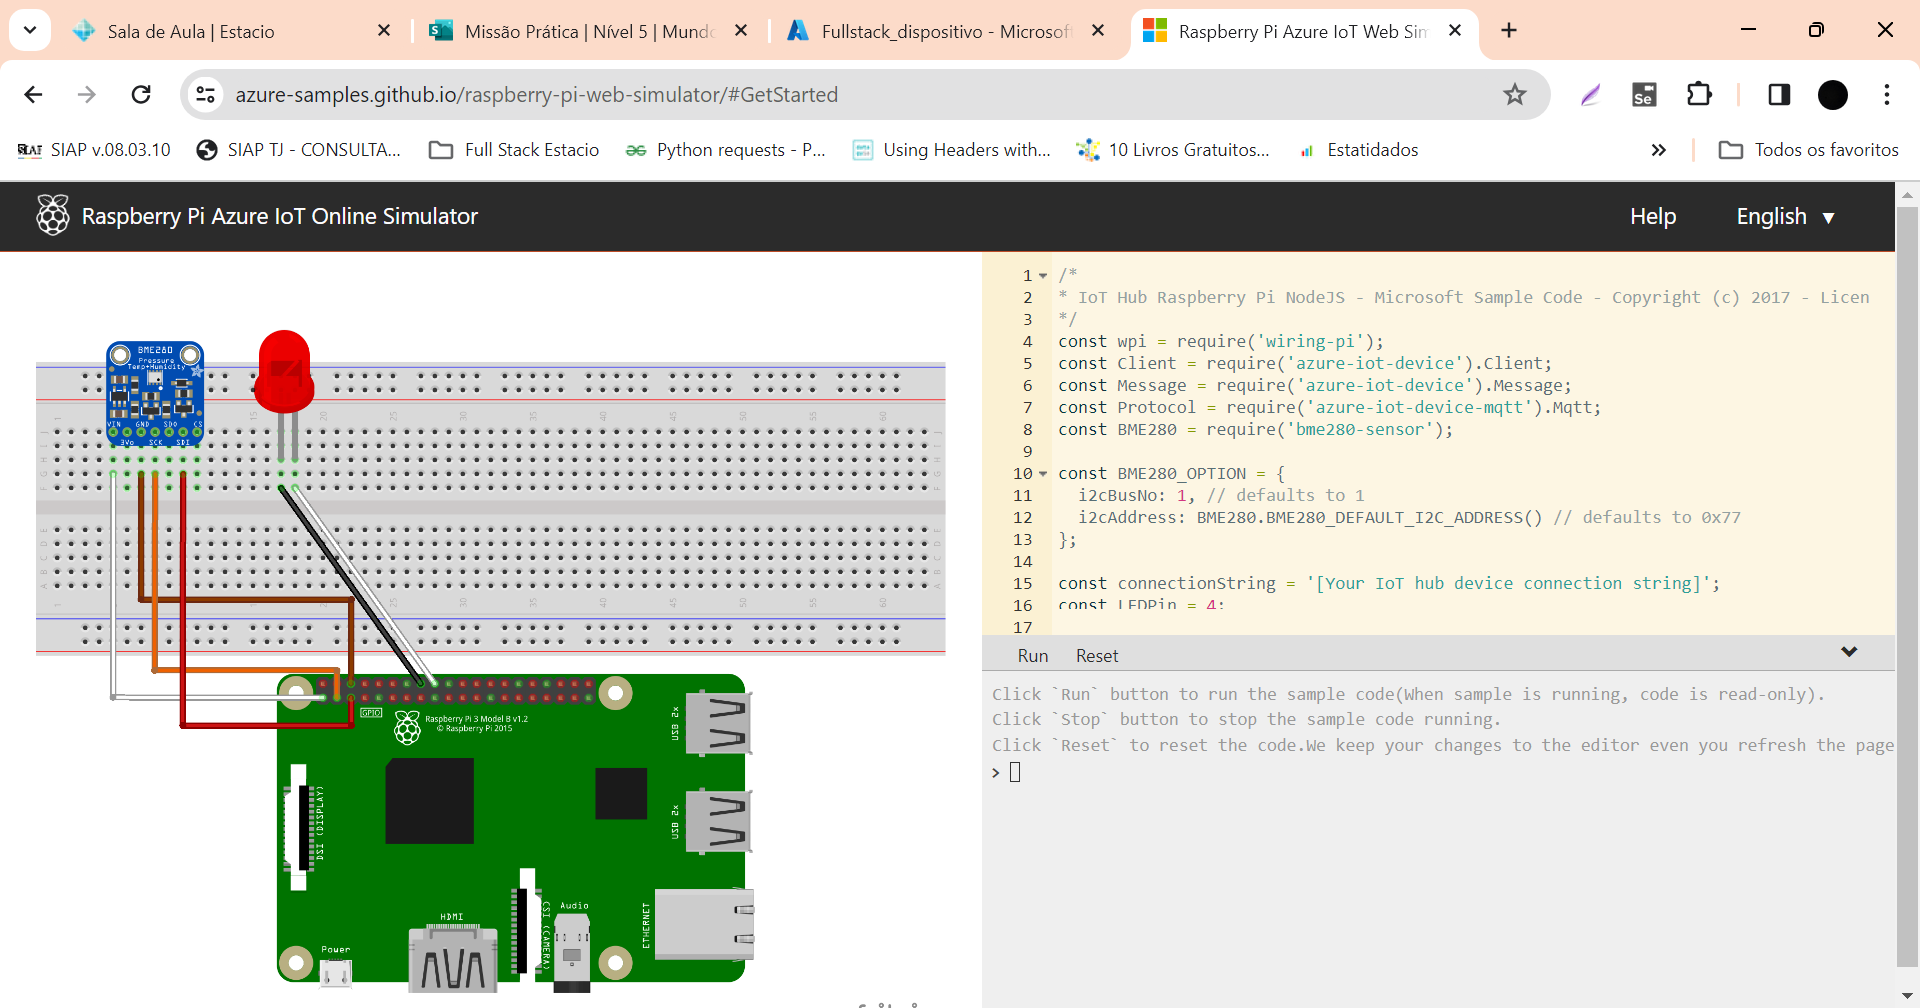 Sala de Aula | Estacio
Missão Prática | Nível 5 | Mundo
Fullstack_dispositivo - Microsoft
Raspberry Pi Azure IoT Web Sim
azure-samples.github.io/raspberry-pi-web-simulator/#GetStarted
SIAP v.08.03.10
SIAP TJ - CONSULTA...
Full Stack Estacio
Python requests - P...
Using Headers with...
10 Livros Gratuitos...
Estatidados
Todos os favoritos
Raspberry Pi Azure IoT Online Simulator
Help
English ▼
BME280
Pressure
Temp+Humidity
VIN GND SDO CS
3Vo SCK SDI
GPIO
Raspberry Pi 3 Model B v1.2
© Raspberry Pi 2015
USB 2x
USB 2x
DSI (DISPLAY)
CSI (CAMERA)
Audio
ETHERNET
HDMI
Power
1 /*
2 * IoT Hub Raspberry Pi NodeJS - Microsoft Sample Code - Copyright (c) 2017 - Licen
3 */
4 const wpi = require('wiring-pi');
5 const Client = require('azure-iot-device').Client;
6 const Message = require('azure-iot-device').Message;
7 const Protocol = require('azure-iot-device-mqtt').Mqtt;
8 const BME280 = require('bme280-sensor');
9
10 const BME280_OPTION = {
11 i2cBusNo: 1, // defaults to 1
12 i2cAddress: BME280.BME280_DEFAULT_I2C_ADDRESS() // defaults to 0x77
13 };
14
15 const connectionString = '[Your IoT hub device connection string]';
16 const LEDPin = 4;
17
Run Reset
Click `Run` button to run the sample code(When sample is running, code is read-only).
Click `Stop` button to stop the sample code running.
Click `Reset` to reset the code.We keep your changes to the editor even you refresh the page
>